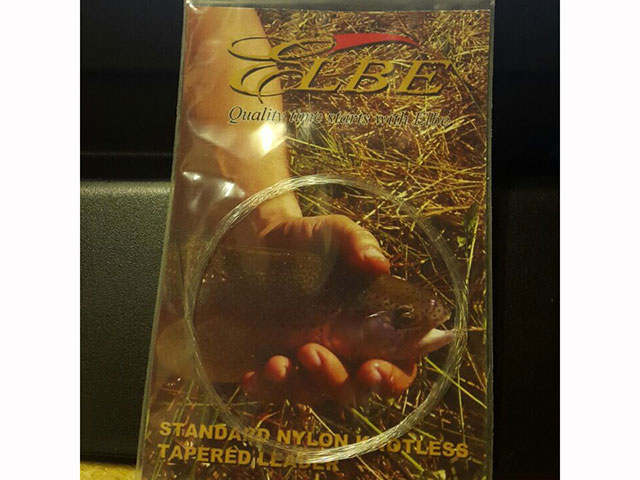 ELBE
Quality time starts with Elbe
STANDARD NYLON KNOTLESS
TAPERED LEADER